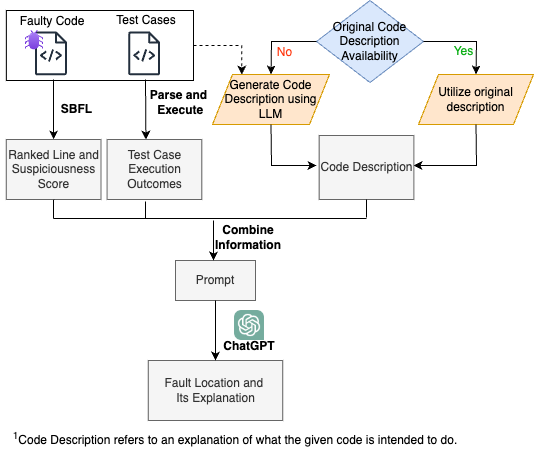 Faulty Code
Test Cases
Original Code
Description
Availability
No
Yes
SBFL
Parse and
Execute
Generate Code
Description using
LLM
Utilize original
description
Ranked Line and
Suspiciousness
Score
Test Case
Execution
Outcomes
Code Description
Combine
Information
Prompt
ChatGPT
Fault Location and
Its Explanation
1Code Description refers to an explanation of what the given code is intended to do.